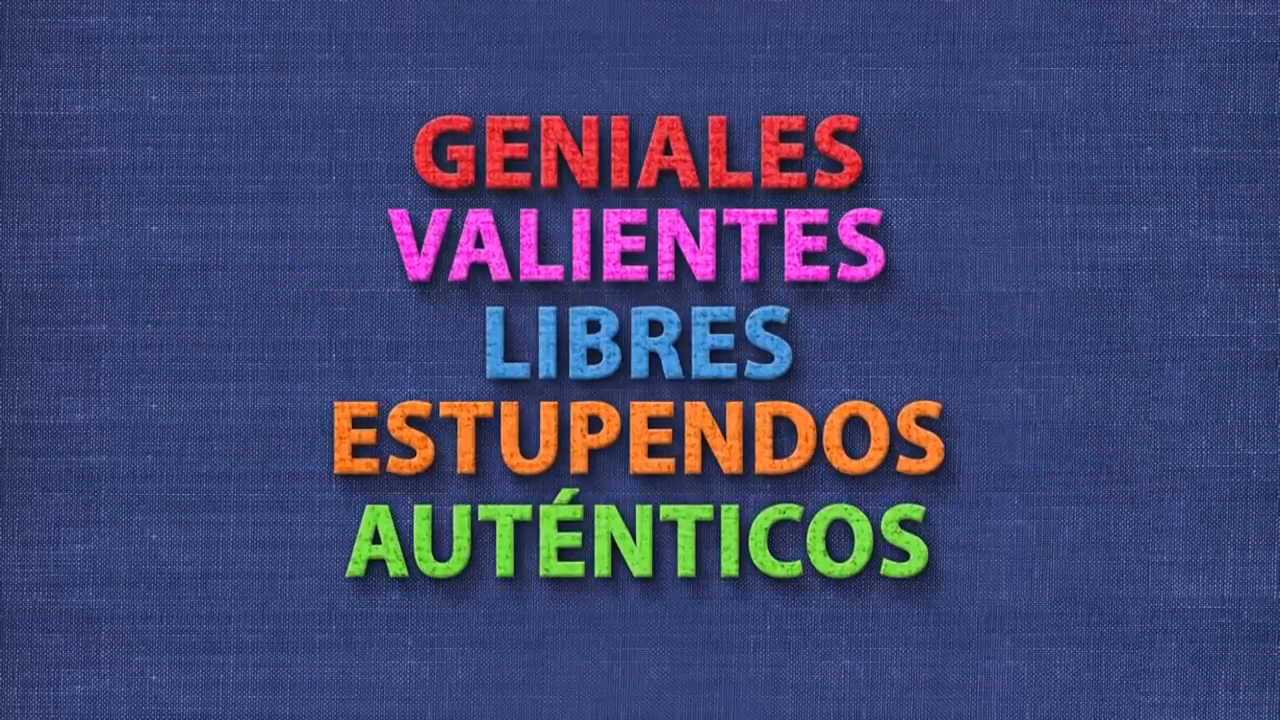 GENIALES
VALIENTES
LIBRES
ESTUPENDOS
AUTÉNTICOS